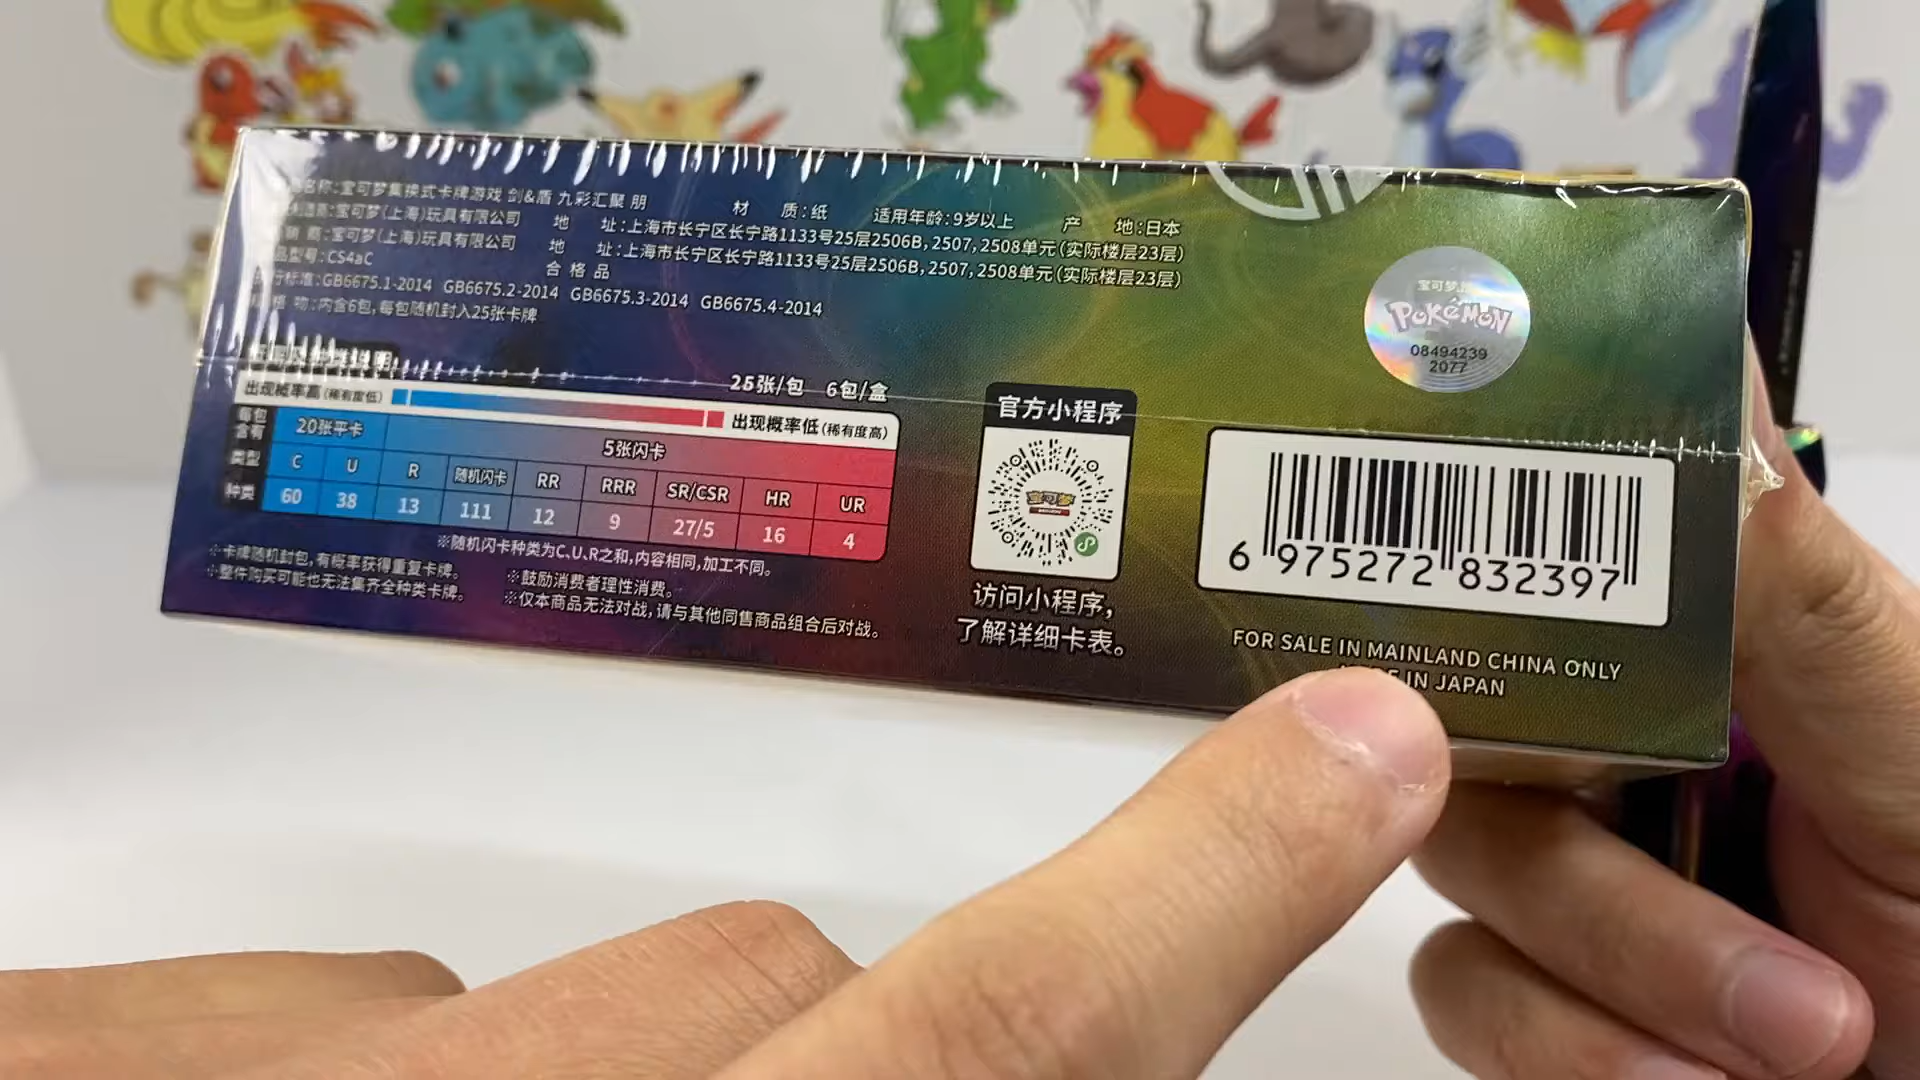 名称:宝可梦集换式卡牌游戏 剑&盾 九彩汇聚 朋 材 质:纸 适用年龄:9岁以上 产 地:日本
造商:宝可梦(上海)玩具有限公司 地 址:上海市长宁区长宁路1133号25层2506B,2507,2508单元(实际楼层23层)
销 商:宝可梦(上海)玩具有限公司 地 址:上海市长宁区长宁路1133号25层2506B,2507,2508单元(实际楼层23层)
品型号:CS4aC 合 格 品
行标准:GB6675.1-2014 GB6675.2-2014 GB6675.3-2014 GB6675.4-2014
物:内含6包,每包随机封入25张卡牌
25张/包 6包/盒
出现概率高(稀有度低) 出现概率低(稀有度高)
每包含有 20张平卡 5张闪卡
类型 C U R 随机闪卡 RR RRR SR/CSR HR UR
种类 60 38 13 111 12 9 27/5 16 4
※随机闪卡种类为C、U、R之和,内容相同,加工不同。
※卡牌随机封包,有概率获得重复卡牌。
※整件购买可能也无法集齐全种类卡牌。
※鼓励消费者理性消费。
※仅本商品无法对战,请与其他同售商品组合后对战。
官方小程序
宝可梦
访问小程序,
了解详细卡表。
宝可梦
POKéMON
08494239
2077
6 975272 832397
FOR SALE IN MAINLAND CHINA ONLY
IN JAPAN